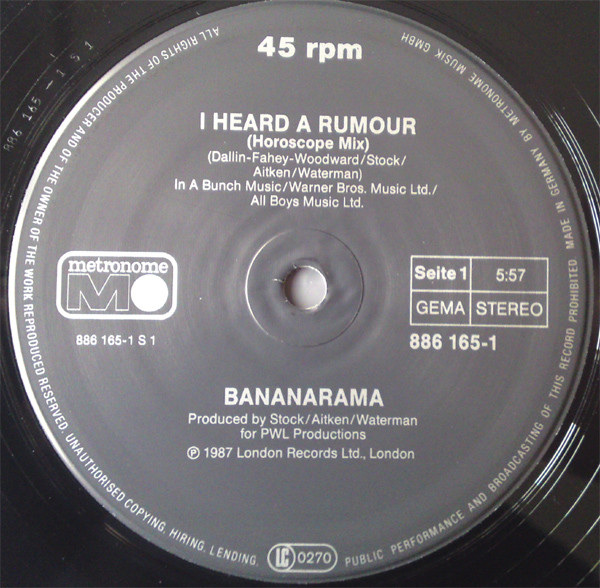 45 rpm
I HEARD A RUMOUR
(Horoscope Mix)
(Dallin-Fahey-Woodward/Stock/
Aitken/Waterman)
In A Bunch Music/Warner Bros. Music Ltd./
All Boys Music Ltd.
metronome
M
886 165-1 S 1
Seite 1
5:57
GEMA
STEREO
886 165-1
BANANARAMA
Produced by Stock/Aitken/Waterman
for PWL Productions
℗ 1987 London Records Ltd., London
LC 0270
ALL RIGHTS OF THE PRODUCER AND OF THE OWNER OF THE WORK REPRODUCED RESERVED. UNAUTHORISED COPYING, HIRING, LENDING, PUBLIC PERFORMANCE AND BROADCASTING OF THIS RECORD PROHIBITED. MADE IN GERMANY BY METRONOME MUSIK GMBH
886 165 - 1 S 1